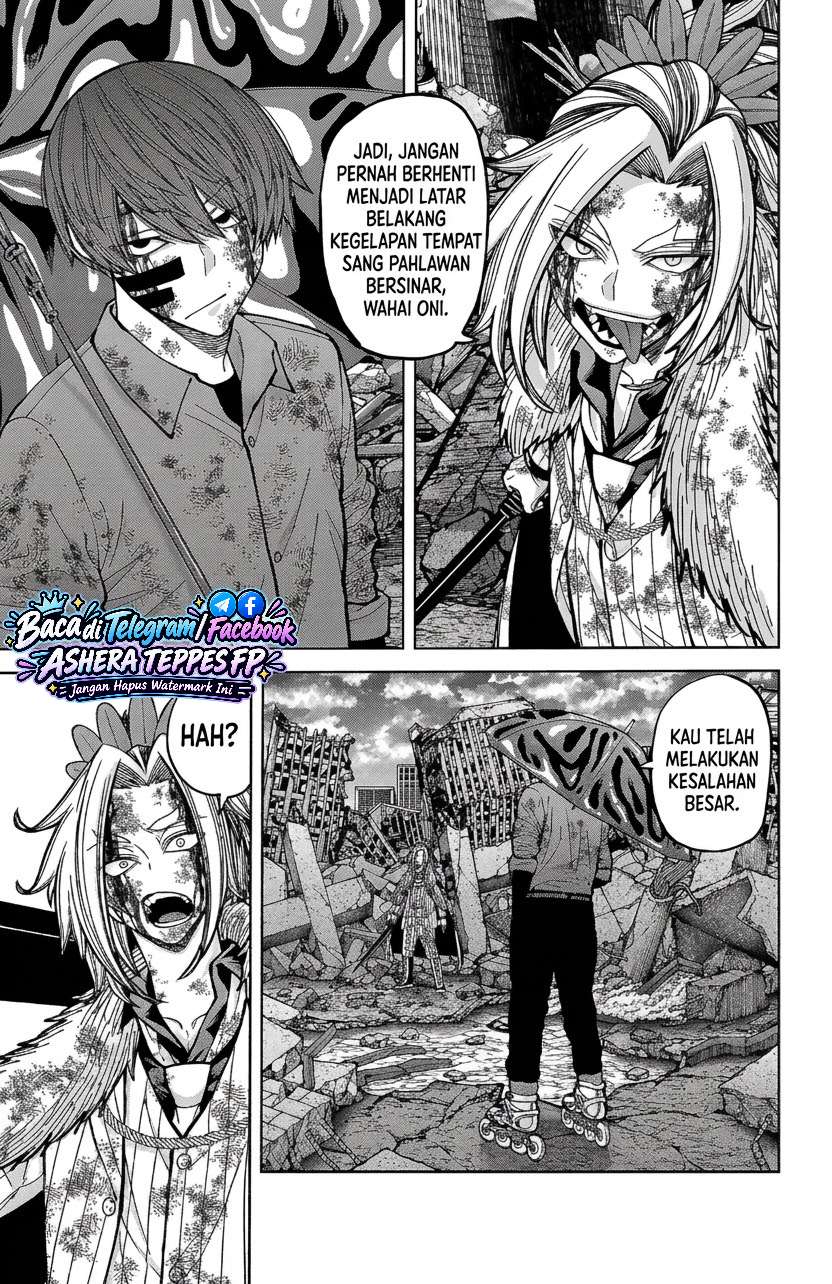 JADI, JANGAN
PERNAH BERHENTI
MENJADI LATAR
BELAKANG
KEGELAPAN TEMPAT
SANG PAHLAWAN
BERSINAR,
WAHAI ONI.
KAU TELAH
MELAKUKAN
KESALAHAN
BESAR.
HAH?
Baca di Telegram/Facebook
ASHERA TEPPES FP
Jangan Hapus Watermark Ini